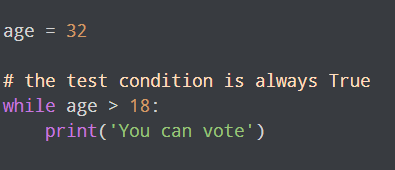 age = 32
# the test condition is always True
while age > 18:
    print('You can vote')